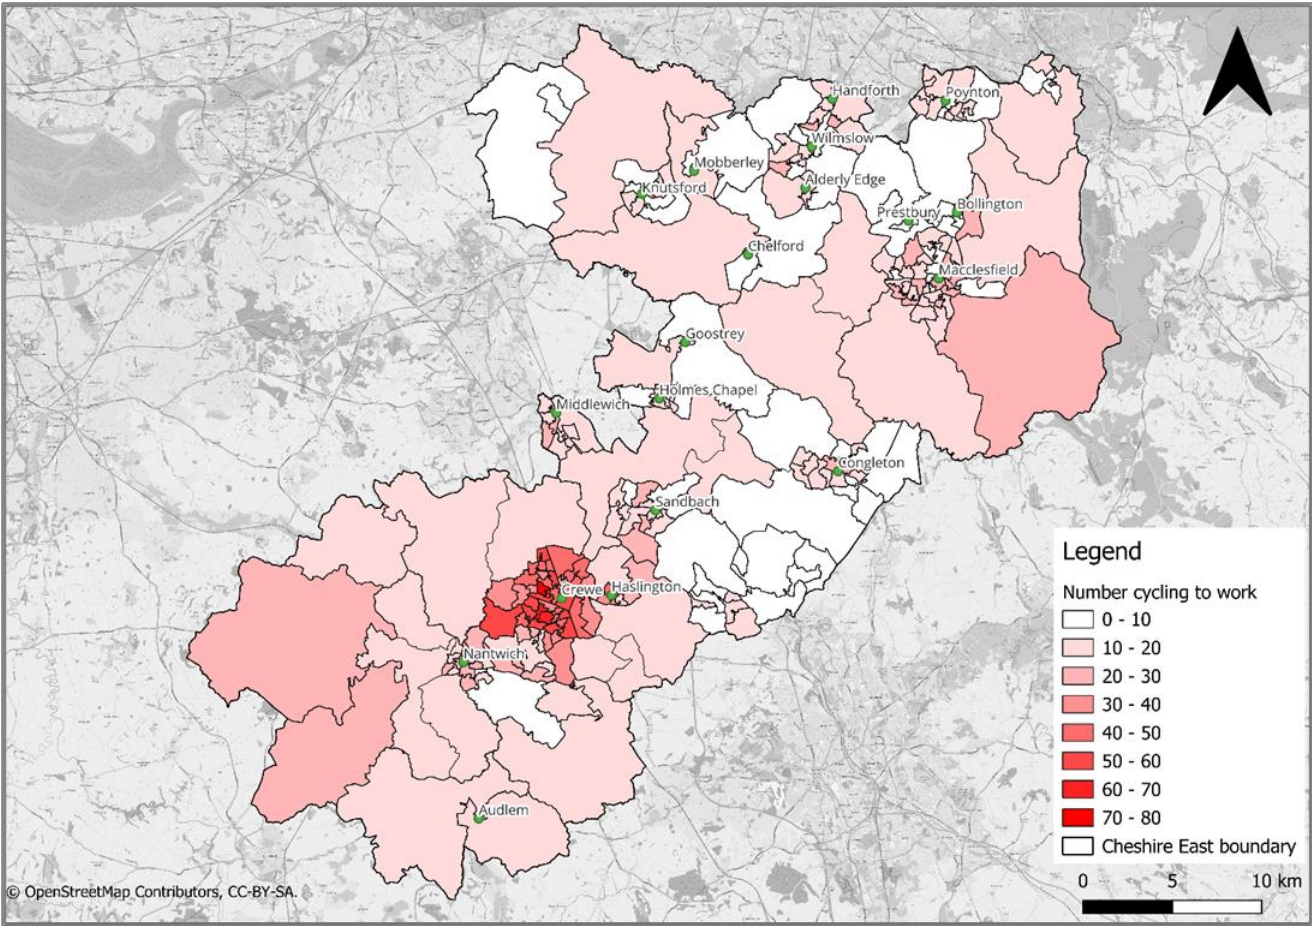 Handforth
Poynton
Wilmslow
Mobberley
Alderly Edge
Knutsford
Bollington
Prestbury
Chelford
Macclesfield
Goostrey
Holmes Chapel
Middlewich
Congleton
Sandbach
Crewe
Haslington
Nantwich
Audlem
Legend
Number cycling to work
0 - 10
10 - 20
20 - 30
30 - 40
40 - 50
50 - 60
60 - 70
70 - 80
Cheshire East boundary
0 5 10 km
© OpenStreetMap Contributors, CC-BY-SA.